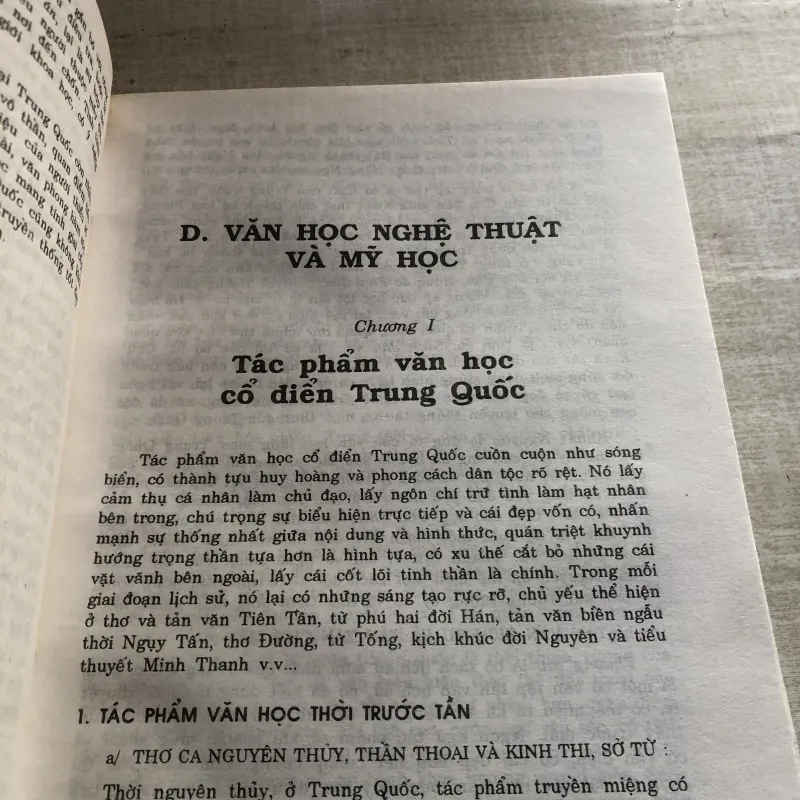 D. VĂN HỌC NGHỆ THUẬT
VÀ MỸ HỌC
Chương I
Tác phẩm văn học
cổ điển Trung Quốc
Tác phẩm văn học cổ điển Trung Quốc cuồn cuộn như sóng
biển, có thành tựu huy hoàng và phong cách dân tộc rõ rệt. Nó lấy
cảm thụ cá nhân làm chủ đạo, lấy ngôn chí trữ tình làm hạt nhân
bên trong, chú trọng sự biểu hiện trực tiếp và cái đẹp vốn có, nhấn
mạnh sự thống nhất giữa nội dung và hình thức, quán triệt khuynh
hướng trọng thần tựa hơn là hình tựa, có xu thế cắt bỏ những cái
vặt vãnh bên ngoài, lấy cái cốt lõi tinh thần là chính. Trong mỗi
giai đoạn lịch sử, nó lại có những sáng tạo rực rỡ, chủ yếu thể hiện
ở thơ và tản văn Tiên Tần, từ phú hai đời Hán, tản văn biền ngẫu
thời Ngụy Tấn, thơ Đường, từ Tống, kịch khúc đời Nguyên và tiểu
thuyết Minh Thanh v.v...
1. TÁC PHẨM VĂN HỌC THỜI TRƯỚC TẦN
a/ THƠ CA NGUYÊN THỦY, THẦN THOẠI VÀ KINH THI, SỞ TỪ :
Thời nguyên thủy, ở Trung Quốc, tác phẩm truyền miệng có